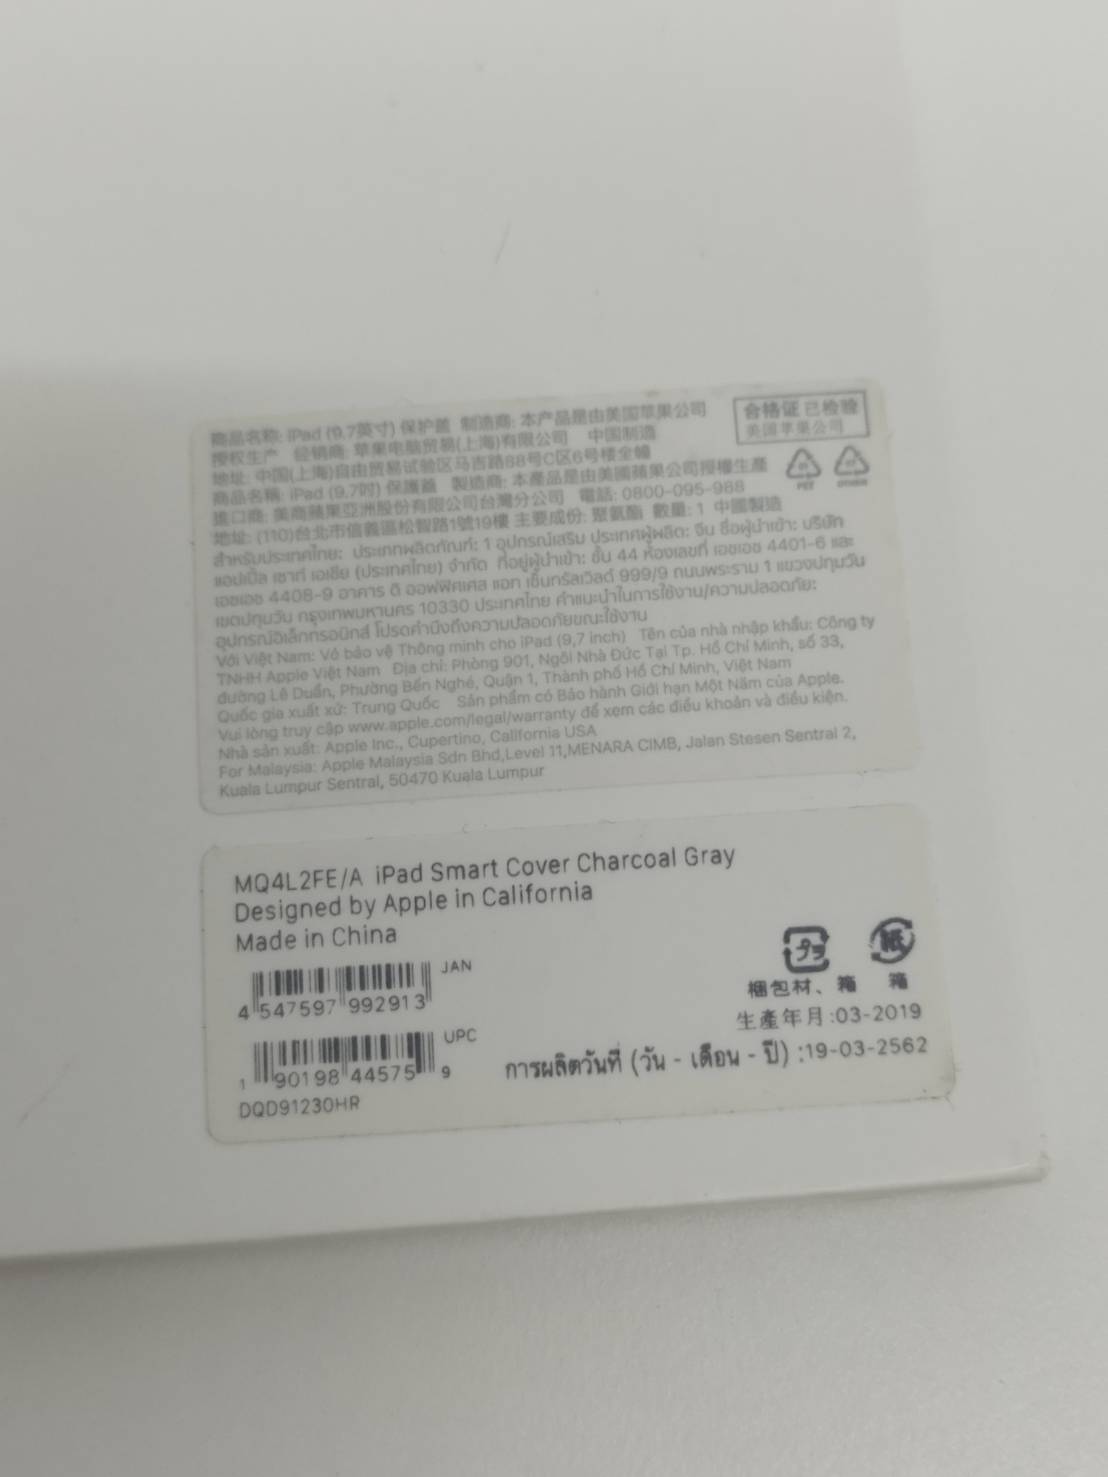 商品名称: iPad (9.7英寸) 保护盖 制造商: 本产品是由美国苹果公司
授权生产 经销商: 苹果电脑贸易(上海)有限公司 中国制造
地址: 中国(上海)自由贸易试验区马吉路88号C区6号楼全幢
商品名稱: iPad (9.7吋) 保護蓋 製造商: 本產品是由美國蘋果公司授權生產
進口商: 美商蘋果亞洲股份有限公司台灣分公司 電話: 0800-095-988
地址: (110)台北市信義區松智路1號19樓 主要成份: 聚氨酯 數量: 1 中國製造
合格证 已检验
美国苹果公司
PET
OTHER
สำหรับประเทศไทย: ประเภทผลิตภัณฑ์: 1 อุปกรณ์เสริม ประเทศผู้ผลิต: จีน ชื่อผู้นำเข้า: บริษัท
แอปเปิ้ล เซาท์ เอเชีย (ประเทศไทย) จำกัด ที่อยู่ผู้นำเข้า: ชั้น 44 ห้องเลขที่ เอชเอช 4401-6 และ
เอชเอช 4408-9 อาคาร ดิ ออฟฟิศเศส แอท เซ็นทรัลเวิลด์ 999/9 ถนนพระราม 1 แขวงปทุมวัน
เขตปทุมวัน กรุงเทพมหานคร 10330 ประเทศไทย คำแนะนำในการใช้งาน/ความปลอดภัย:
อุปกรณ์อิเล็กทรอนิกส์ โปรดคำนึงถึงความปลอดภัยขณะใช้งาน
Với Việt Nam: Vỏ bảo vệ Thông minh cho iPad (9,7 inch) Tên của nhà nhập khẩu: Công ty
TNHH Apple Việt Nam Địa chỉ: Phòng 901, Ngôi Nhà Đức Tại Tp. Hồ Chí Minh, số 33,
đường Lê Duẩn, Phường Bến Nghé, Quận 1, Thành phố Hồ Chí Minh, Việt Nam
Quốc gia xuất xứ: Trung Quốc Sản phẩm có Bảo hành Giới hạn Một Năm của Apple.
Vui lòng truy cập www.apple.com/legal/warranty để xem các điều khoản và điều kiện.
Nhà sản xuất: Apple Inc., Cupertino, California USA
For Malaysia: Apple Malaysia Sdn Bhd,Level 11,MENARA CIMB, Jalan Stesen Sentral 2,
Kuala Lumpur Sentral, 50470 Kuala Lumpur
MQ4L2FE/A iPad Smart Cover Charcoal Gray
Designed by Apple in California
Made in China
JAN
4 547597 992913
UPC
1 90198 44575 9
DQD91230HR
プラ 紙
梱包材、箱 箱
生產年月:03-2019
การผลิตวันที่ (วัน - เดือน - ปี) :19-03-2562